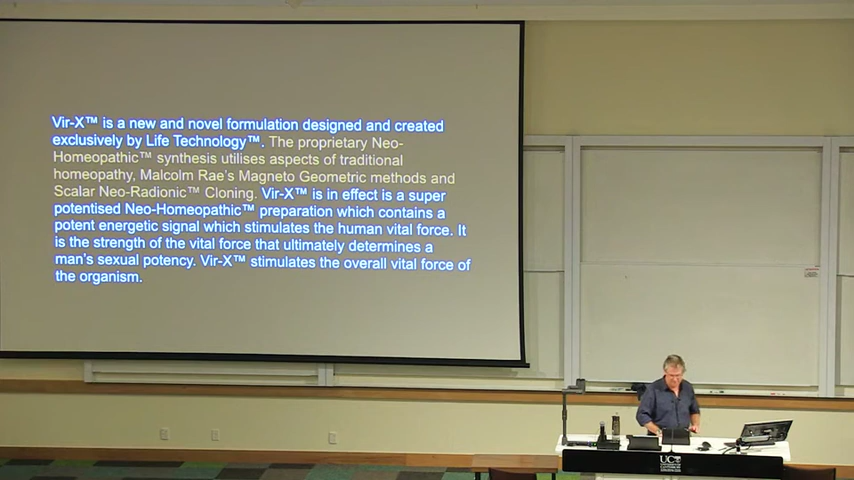 Vir-X™ is a new and novel formulation designed and created
exclusively by Life Technology™. The proprietary Neo-
Homeopathic™ synthesis utilises aspects of traditional
homeopathy, Malcolm Rae's Magneto Geometric methods and
Scalar Neo-Radionic™ Cloning. Vir-X™ is in effect is a super
potentised Neo-Homeopathic™ preparation which contains a
potent energetic signal which stimulates the human vital force. It
is the strength of the vital force that ultimately determines a
man's sexual potency. Vir-X™ stimulates the overall vital force of
the organism.
UC